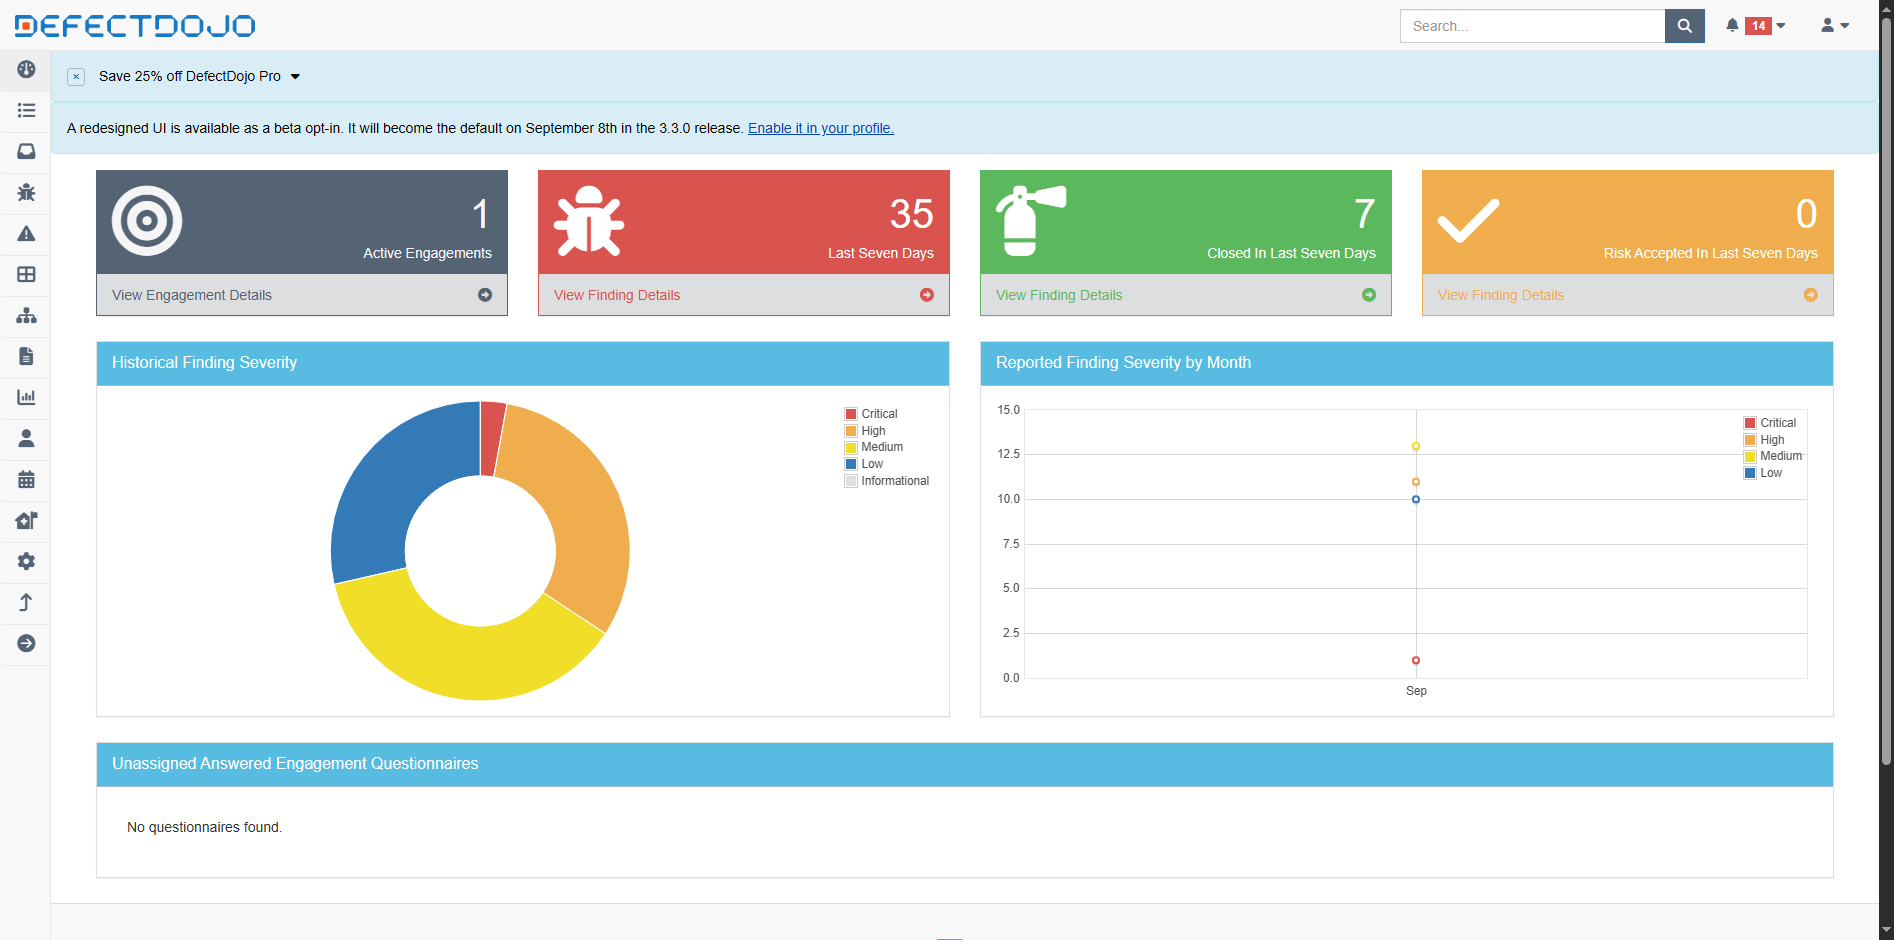 DEFECTDOJO
Search...
14
Save 25% off DefectDojo Pro
A redesigned UI is available as a beta opt-in. It will become the default on September 8th in the 3.3.0 release. Enable it in your profile.
1
Active Engagements
View Engagement Details
35
Last Seven Days
View Finding Details
7
Closed In Last Seven Days
View Finding Details
0
Risk Accepted In Last Seven Days
View Finding Details
Historical Finding Severity
Critical
High
Medium
Low
Informational
Reported Finding Severity by Month
15.0
12.5
10.0
7.5
5.0
2.5
0.0
Sep
Critical
High
Medium
Low
Unassigned Answered Engagement Questionnaires
No questionnaires found.